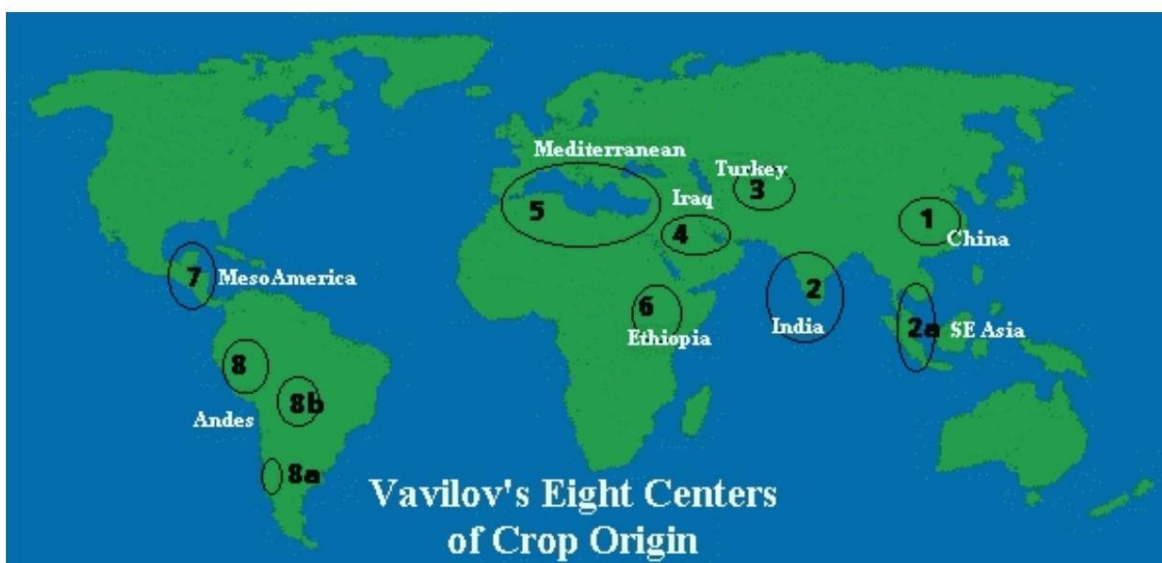 Mediterranean
Turkey
3
Iraq
5
1
4
China
7 MesoAmerica
2
6
Ethiopia
India
2a SE Asia
8
8b
Andes
8a
Vavilov's Eight Centers
of Crop Origin